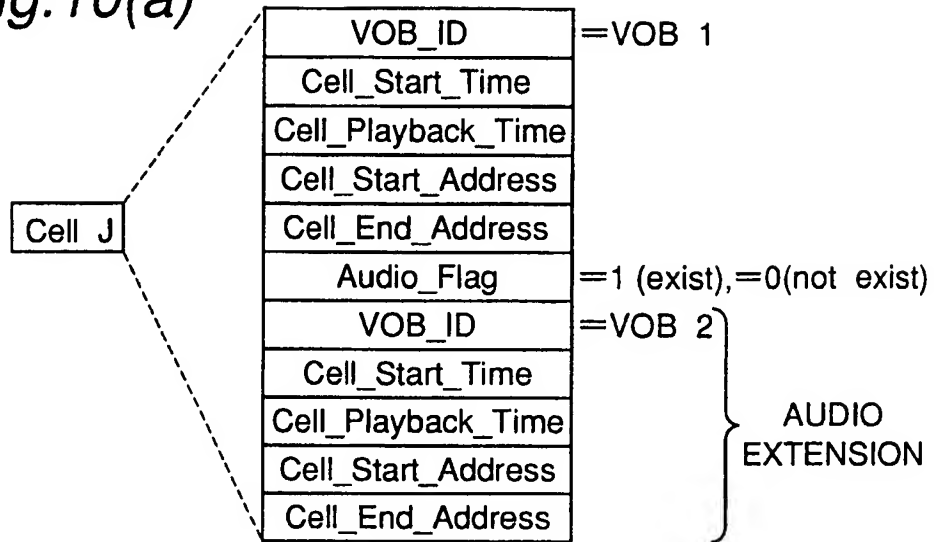 g.10(a)
VOB_ID =VOB 1
Cell_Start_Time
Cell_Playback_Time
Cell_Start_Address
Cell J
Cell_End_Address
Audio_Flag =1 (exist),=0(not exist)
VOB_ID =VOB 2
Cell_Start_Time
Cell_Playback_Time
AUDIO
EXTENSION
Cell_Start_Address
Cell_End_Address